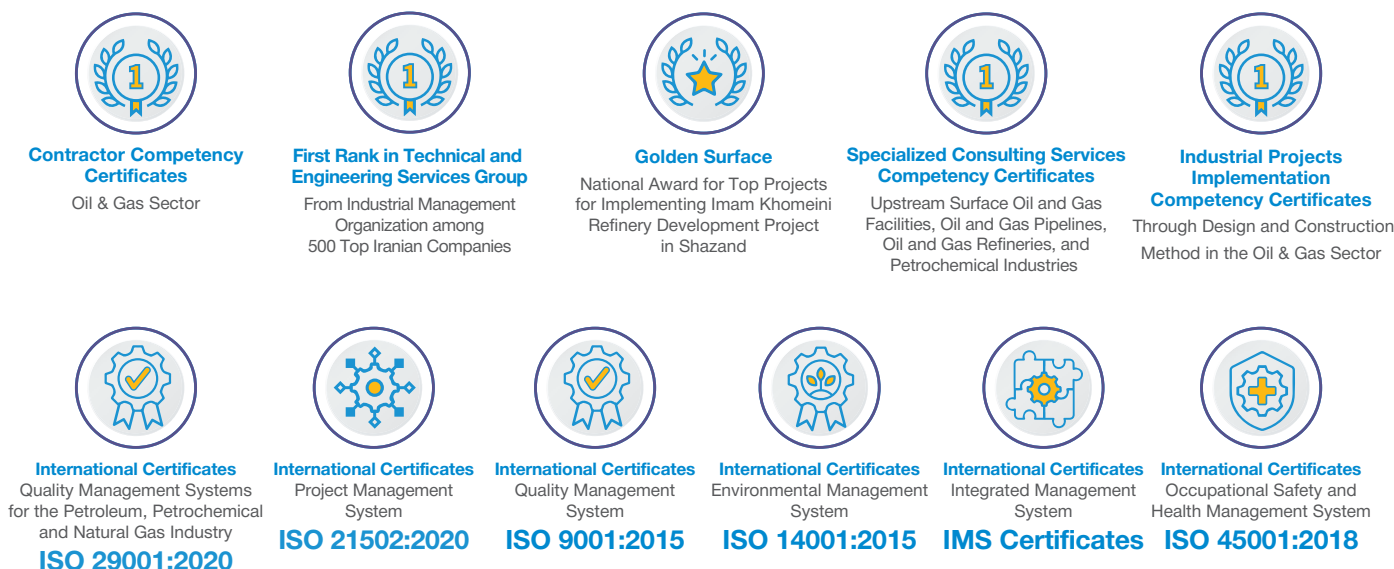 1
Contractor Competency
Certificates
Oil & Gas Sector
1
First Rank in Technical and
Engineering Services Group
From Industrial Management
Organization among
500 Top Iranian Companies
Golden Surface
National Award for Top Projects
for Implementing Imam Khomeini
Refinery Development Project
in Shazand
1
Specialized Consulting Services
Competency Certificates
Upstream Surface Oil and Gas
Facilities, Oil and Gas Pipelines,
Oil and Gas Refineries, and
Petrochemical Industries
1
Industrial Projects
Implementation
Competency Certificates
Through Design and Construction
Method in the Oil & Gas Sector
International Certificates
Quality Management Systems
for the Petroleum, Petrochemical
and Natural Gas Industry
ISO 29001:2020
International Certificates
Project Management
System
ISO 21502:2020
International Certificates
Quality Management
System
ISO 9001:2015
International Certificates
Environmental Management
System
ISO 14001:2015
International Certificates
Integrated Management
System
IMS Certificates
International Certificates
Occupational Safety and
Health Management System
ISO 45001:2018